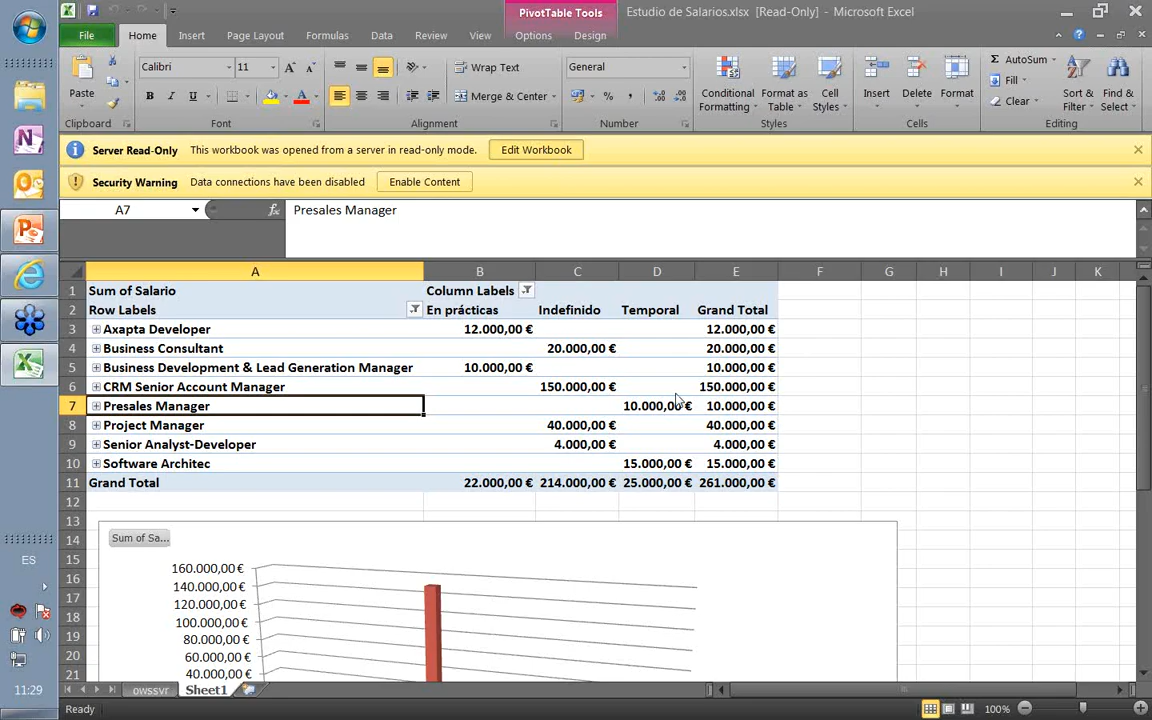 PivotTable Tools
Estudio de Salarios.xlsx [Read-Only] - Microsoft Excel
File Home Insert Page Layout Formulas Data Review View Options Design
Calibri 11 Wrap Text General AutoSum
Fill
Paste Merge & Center Conditional Formatting Format as Table Cell Styles Insert Delete Format Clear Sort & Filter Find & Select
Clipboard Font Alignment Number Styles Cells Editing
Server Read-Only This workbook was opened from a server in read-only mode. Edit Workbook
Security Warning Data connections have been disabled Enable Content
A7 fx Presales Manager
A B C D E F G H I J K
1 Sum of Salario Column Labels
2 Row Labels En prácticas Indefinido Temporal Grand Total
3 Axapta Developer 12.000,00 € 12.000,00 €
4 Business Consultant 20.000,00 € 20.000,00 €
5 Business Development & Lead Generation Manager 10.000,00 € 10.000,00 €
6 CRM Senior Account Manager 150.000,00 € 150.000,00 €
7 Presales Manager 10.000,00 € 10.000,00 €
8 Project Manager 40.000,00 € 40.000,00 €
9 Senior Analyst-Developer 4.000,00 € 4.000,00 €
10 Software Architec 15.000,00 € 15.000,00 €
11 Grand Total 22.000,00 € 214.000,00 € 25.000,00 € 261.000,00 €
12
13
14 Sum of Sa...
15
16 160.000,00 €
17 140.000,00 €
18 120.000,00 €
19 100.000,00 €
20 80.000,00 €
21 60.000,00 €
40.000,00 €
ES
11:29
owssvr Sheet1
Ready 100%